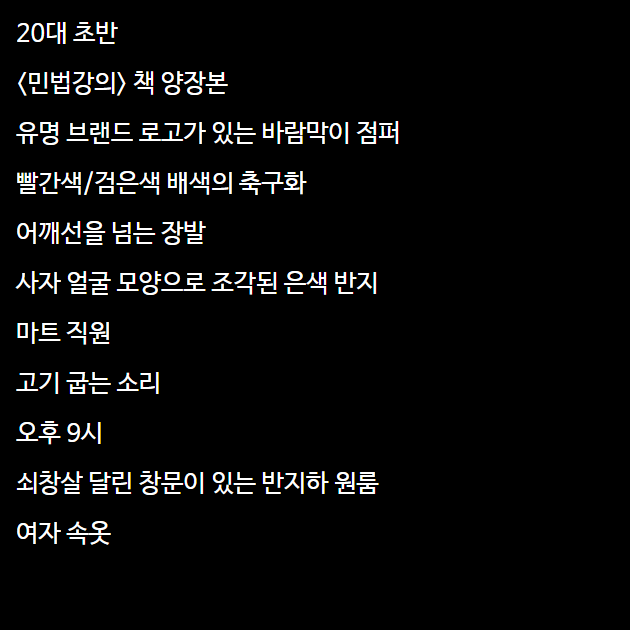 20대 초반
<민법강의> 책 양장본
유명 브랜드 로고가 있는 바람막이 점퍼
빨간색/검은색 배색의 축구화
어깨선을 넘는 장발
사자 얼굴 모양으로 조각된 은색 반지
마트 직원
고기 굽는 소리
오후 9시
쇠창살 달린 창문이 있는 반지하 원룸
여자 속옷